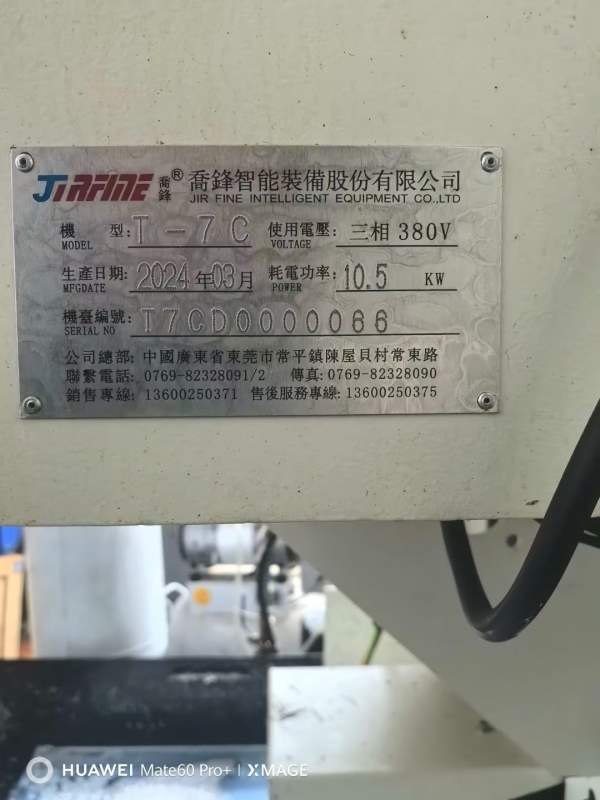 JIRFINE 喬鋒 ® 喬鋒智能裝備股份有限公司
JIR FINE INTELLIGENT EQUIPMENT CO.,LTD
機 型: T-7C 使用電壓: 三相 380V
MODEL VOLTAGE
生產日期: 2024年03月 耗電功率: 10.5 KW
MFGDATE POWER
機臺編號: T7CD0000066
SERIAL NO
公司總部: 中國廣東省東莞市常平鎮陳屋貝村常東路
聯繫電話: 0769-82328091/2 傳真: 0769-82328090
銷售專線: 13600250371 售後服務專線: 13600250375
HUAWEI Mate60 Pro+ | XMAGE